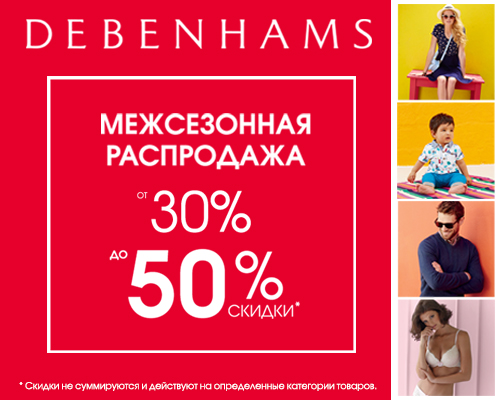 DEBENHAMS
МЕЖСЕЗОННАЯ
РАСПРОДАЖА
от 30%
до 50%
СКИДКИ*
* Скидки не суммируются и действуют на определенные категории товаров.